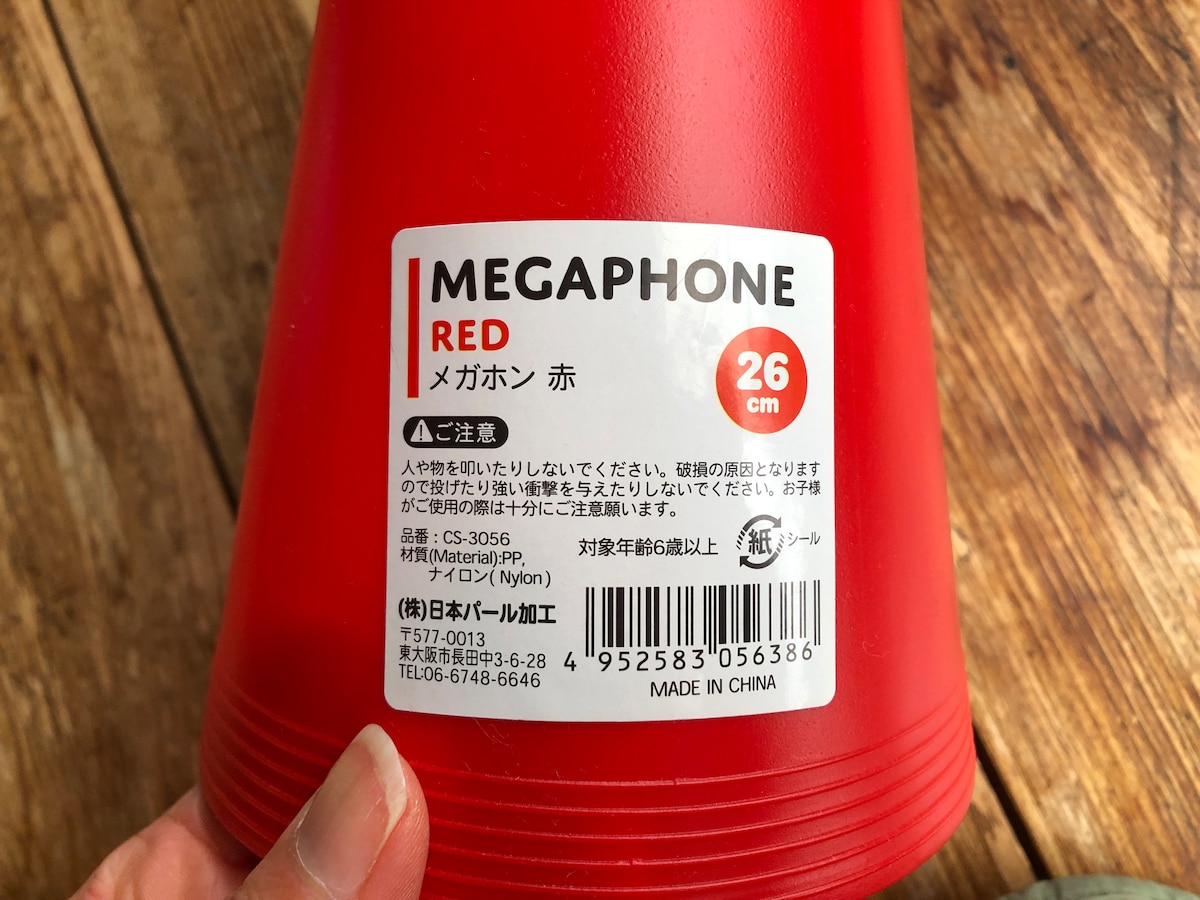 MEGAPHONE
RED
メガホン 赤
26
cm
ご注意
人や物を叩いたりしないでください。破損の原因となります
ので投げたり強い衝撃を与えたりしないでください。お子様
がご使用の際は十分にご注意願います。
品番：CS-3056
材質(Material):PP,
ナイロン( Nylon )
対象年齢6歳以上
紙 シール
(株)日本パール加工
〒577-0013
東大阪市長田中3-6-28
TEL:06-6748-6646
4 952583 056386
MADE IN CHINA